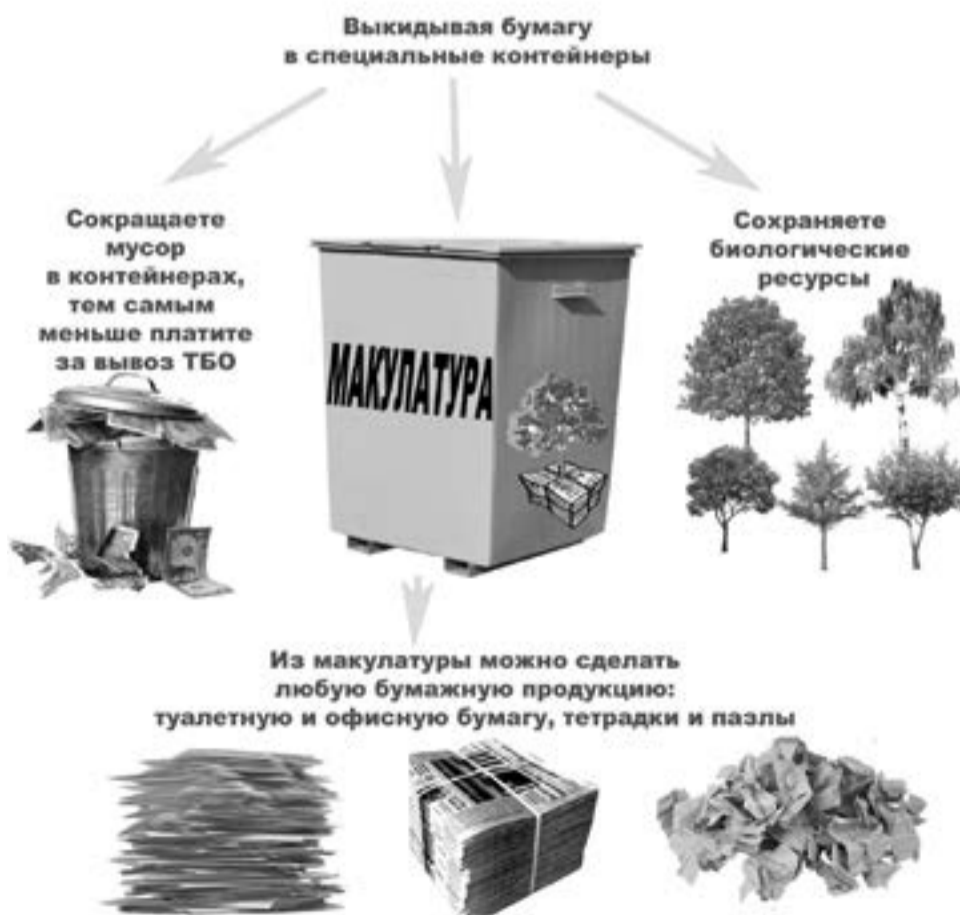 Выкидывая бумагу
в специальные контейнеры
Сокращаете
мусор
в контейнерах,
тем самым
меньше платите
за вывоз ТБО
МАКУЛАТУРА
Сохраняете
биологические
ресурсы
Из макулатуры можно сделать
любую бумажную продукцию:
туалетную и офисную бумагу, тетрадки и пазлы